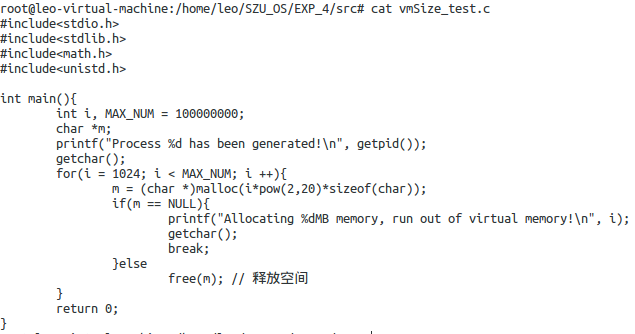 root@leo-virtual-machine:/home/leo/SZU_OS/EXP_4/src# cat vmSize_test.c
#include<stdio.h>
#include<stdlib.h>
#include<math.h>
#include<unistd.h>

int main(){
        int i, MAX_NUM = 100000000;
        char *m;
        printf("Process %d has been generated!\n", getpid());
        getchar();
        for(i = 1024; i < MAX_NUM; i ++){
                m = (char *)malloc(i*pow(2,20)*sizeof(char));
                if(m == NULL){
                        printf("Allocating %dMB memory, run out of virtual memory!\n", i);
                        getchar();
                        break;
                }else
                        free(m); // 释放空间
        }
        return 0;
}